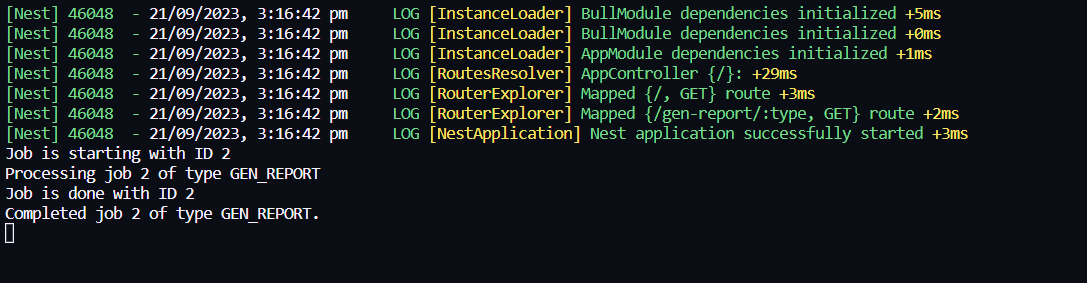 [Nest] 46048  - 21/09/2023, 3:16:42 pm     LOG [InstanceLoader] BullModule dependencies initialized +5ms
[Nest] 46048  - 21/09/2023, 3:16:42 pm     LOG [InstanceLoader] BullModule dependencies initialized +0ms
[Nest] 46048  - 21/09/2023, 3:16:42 pm     LOG [InstanceLoader] AppModule dependencies initialized +1ms
[Nest] 46048  - 21/09/2023, 3:16:42 pm     LOG [RoutesResolver] AppController {/}: +29ms
[Nest] 46048  - 21/09/2023, 3:16:42 pm     LOG [RouterExplorer] Mapped {/, GET} route +3ms
[Nest] 46048  - 21/09/2023, 3:16:42 pm     LOG [RouterExplorer] Mapped {/gen-report/:type, GET} route +2ms
[Nest] 46048  - 21/09/2023, 3:16:42 pm     LOG [NestApplication] Nest application successfully started +3ms
Job is starting with ID 2
Processing job 2 of type GEN_REPORT
Job is done with ID 2
Completed job 2 of type GEN_REPORT.